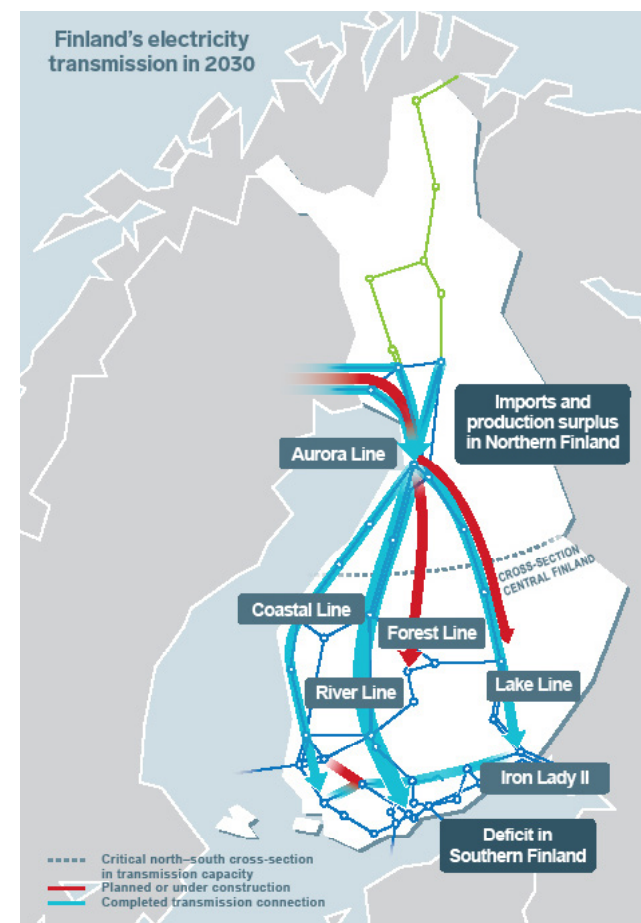 Finland's electricity
transmission in 2030
Imports and
production surplus
in Northern Finland
Aurora Line
CROSS-SECTION
CENTRAL FINLAND
Coastal Line
Forest Line
River Line
Lake Line
Iron Lady II
Deficit in
Southern Finland
Critical north–south cross-section
in transmission capacity
Planned or under construction
Completed transmission connection